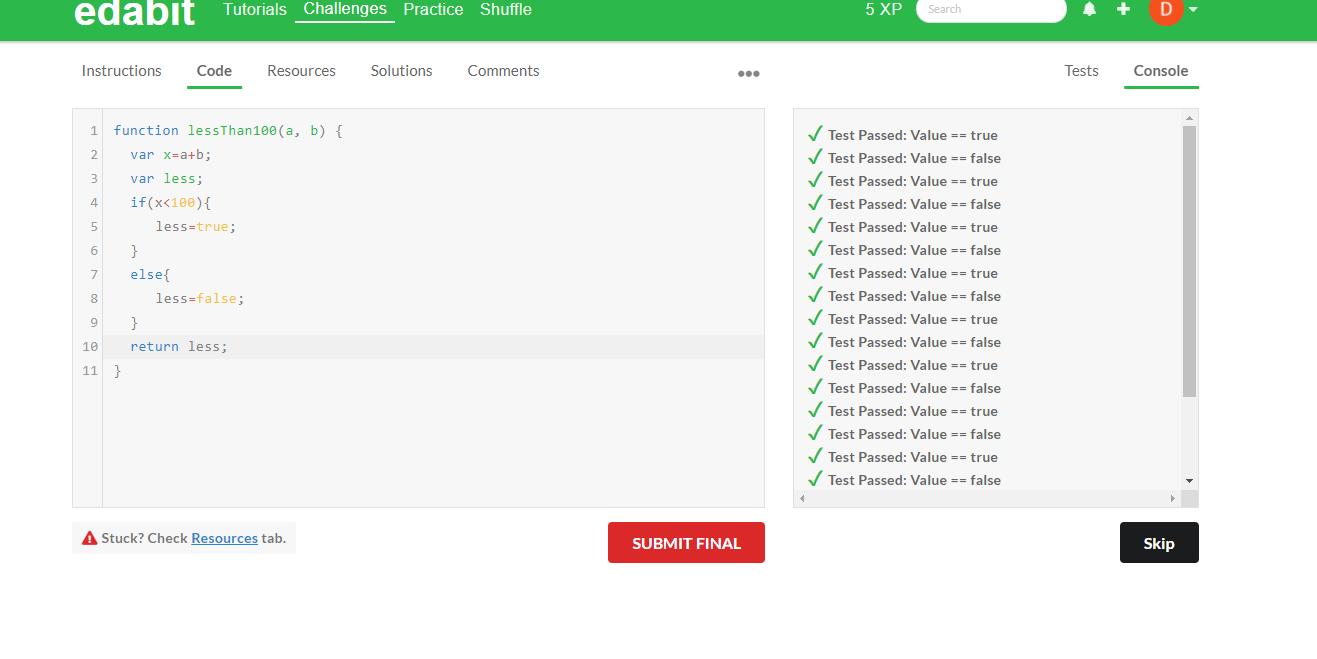 edabit Tutorials Challenges Practice Shuffle 5 XP Search D
Instructions Code Resources Solutions Comments Tests Console
1 function lessThan100(a, b) {
2 var x=a+b;
3 var less;
4 if(x<100){
5 less=true;
6 }
7 else{
8 less=false;
9 }
10 return less;
11 }
Test Passed: Value == true
Test Passed: Value == false
Test Passed: Value == true
Test Passed: Value == false
Test Passed: Value == true
Test Passed: Value == false
Test Passed: Value == true
Test Passed: Value == false
Test Passed: Value == true
Test Passed: Value == false
Test Passed: Value == true
Test Passed: Value == false
Test Passed: Value == true
Test Passed: Value == false
Test Passed: Value == true
Test Passed: Value == false
Stuck? Check Resources tab.
SUBMIT FINAL
Skip